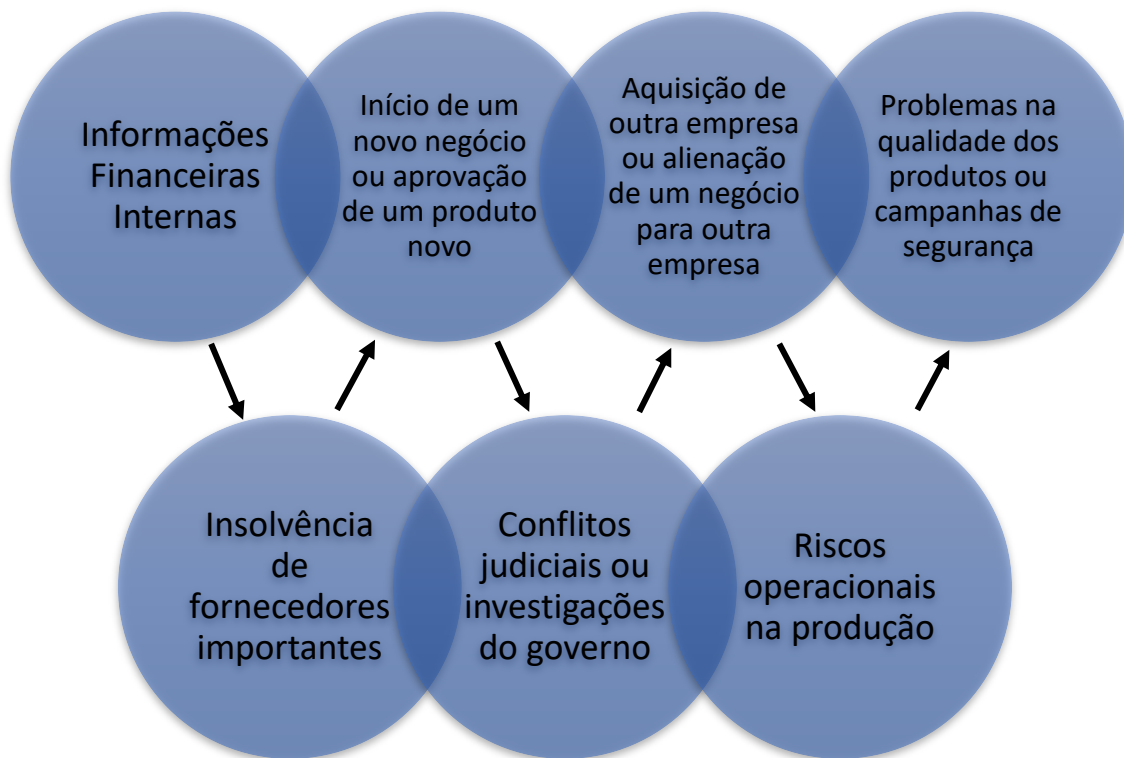 Informações
Financeiras
Internas
Início de um
novo negócio
ou aprovação
de um produto
novo
Aquisição de
outra empresa
ou alienação
de um negócio
para outra
empresa
Problemas na
qualidade dos
produtos ou
campanhas de
segurança
Insolvência
de
fornecedores
importantes
Conflitos
judiciais ou
investigações
do governo
Riscos
operacionais
na produção